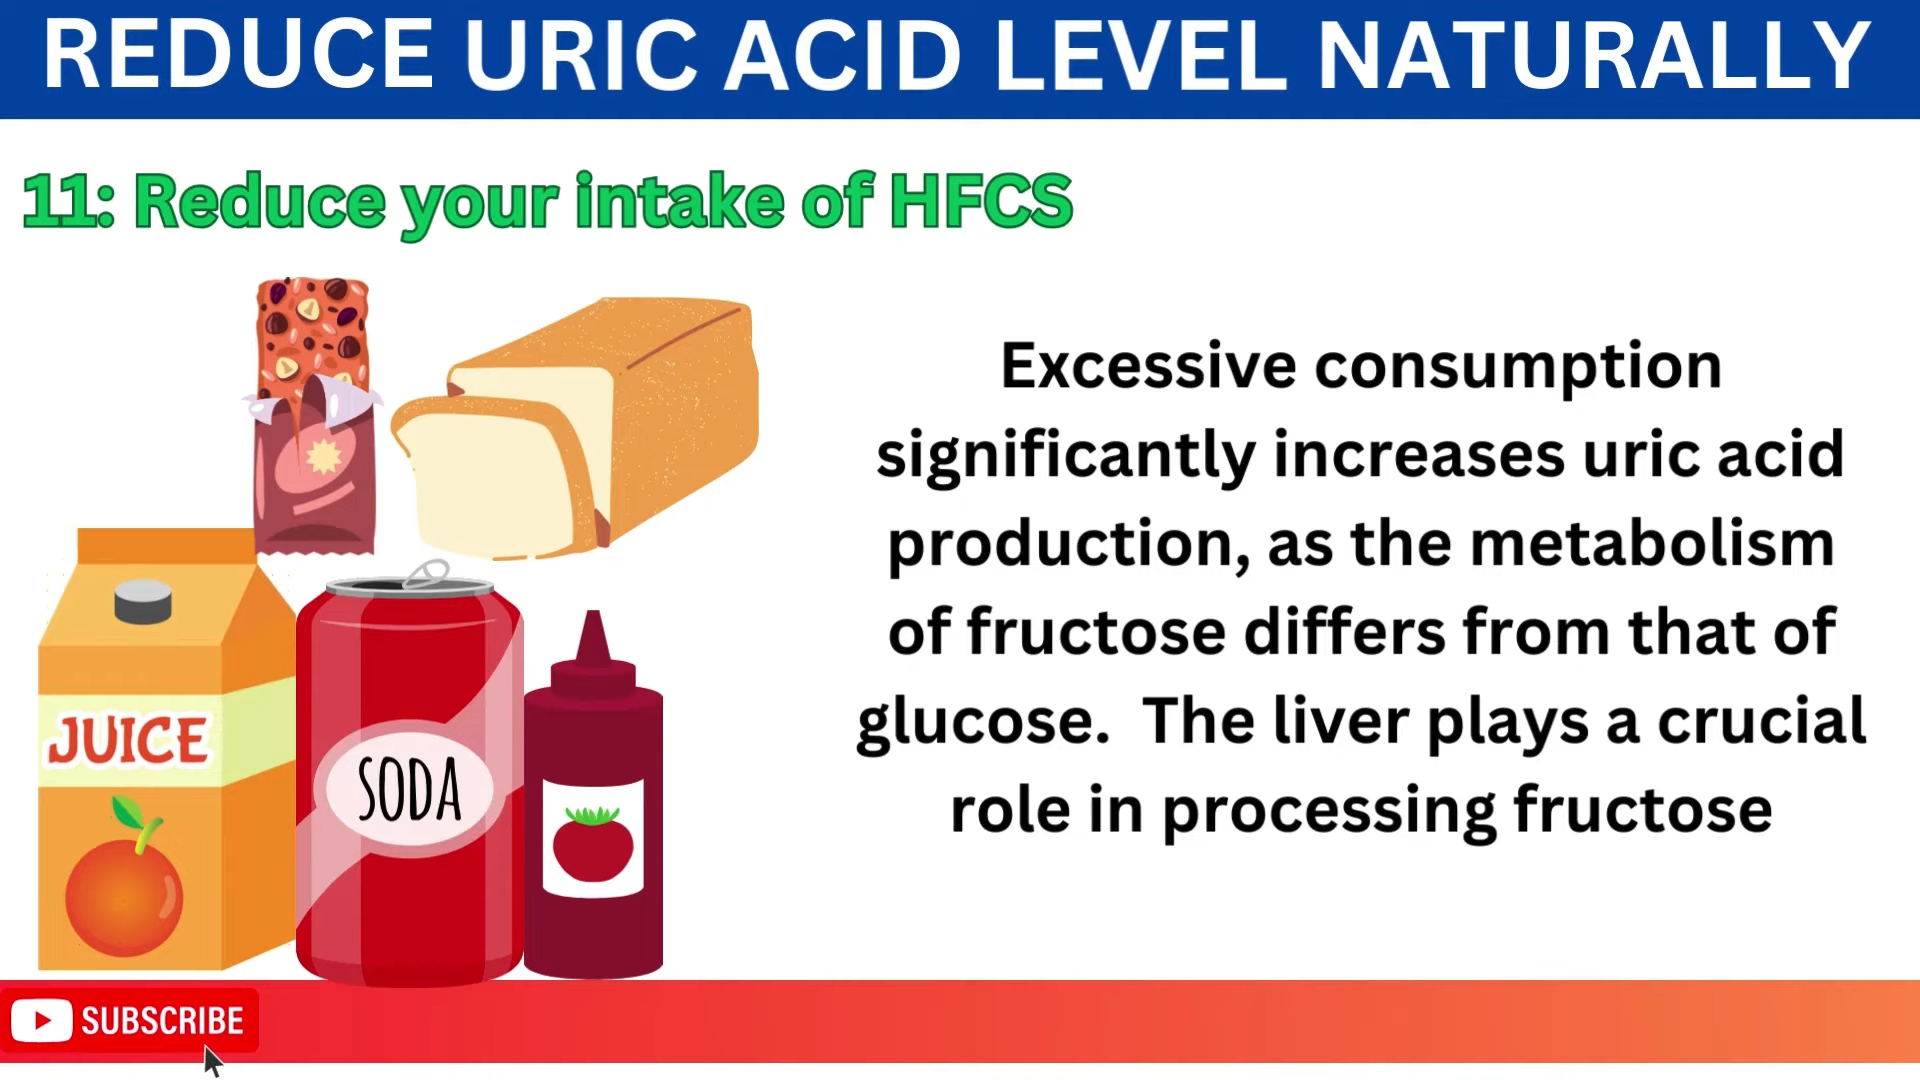 REDUCE URIC ACID LEVEL NATURALLY
11: Reduce your intake of HFCS
Excessive consumption
significantly increases uric acid
production, as the metabolism
of fructose differs from that of
glucose. The liver plays a crucial
role in processing fructose
JUICE
SODA
SUBSCRIBE